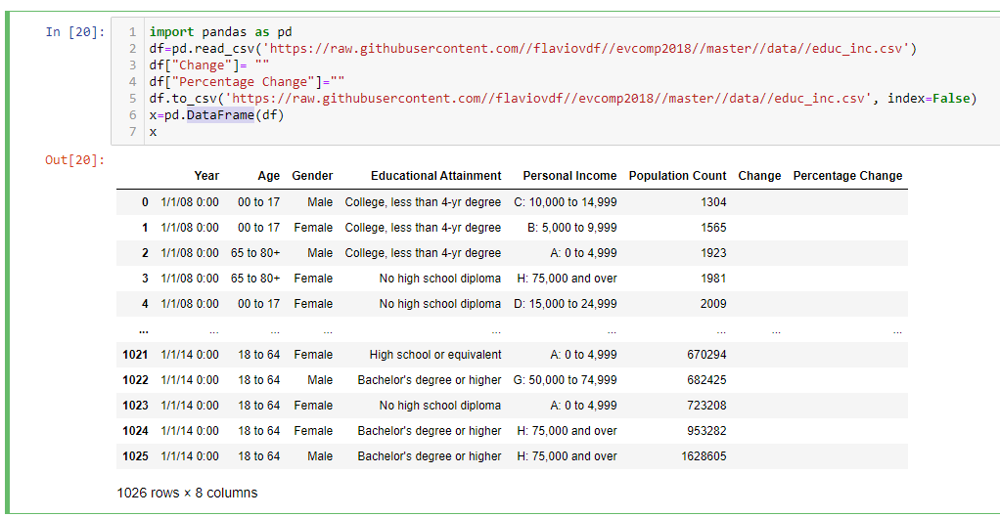 In [20]:
1 import pandas as pd
2 df=pd.read_csv('https://raw.githubusercontent.com//flaviovdf//evcomp2018//master//data//educ_inc.csv')
3 df["Change"]= ""
4 df["Percentage Change"]=""
5 df.to_csv('https://raw.githubusercontent.com//flaviovdf//evcomp2018//master//data//educ_inc.csv', index=False)
6 x=pd.DataFrame(df)
7 x
Out[20]:
Year Age Gender Educational Attainment Personal Income Population Count Change Percentage Change
0 1/1/08 0:00 00 to 17 Male College, less than 4-yr degree C: 10,000 to 14,999 1304
1 1/1/08 0:00 00 to 17 Female College, less than 4-yr degree B: 5,000 to 9,999 1565
2 1/1/08 0:00 65 to 80+ Male College, less than 4-yr degree A: 0 to 4,999 1923
3 1/1/08 0:00 65 to 80+ Female No high school diploma H: 75,000 and over 1981
4 1/1/08 0:00 00 to 17 Female No high school diploma D: 15,000 to 24,999 2009
... ... ... ... ... ... ... ... ...
1021 1/1/14 0:00 18 to 64 Female High school or equivalent A: 0 to 4,999 670294
1022 1/1/14 0:00 18 to 64 Male Bachelor's degree or higher G: 50,000 to 74,999 682425
1023 1/1/14 0:00 18 to 64 Female No high school diploma A: 0 to 4,999 723208
1024 1/1/14 0:00 18 to 64 Female Bachelor's degree or higher H: 75,000 and over 953282
1025 1/1/14 0:00 18 to 64 Male Bachelor's degree or higher H: 75,000 and over 1628605
1026 rows × 8 columns